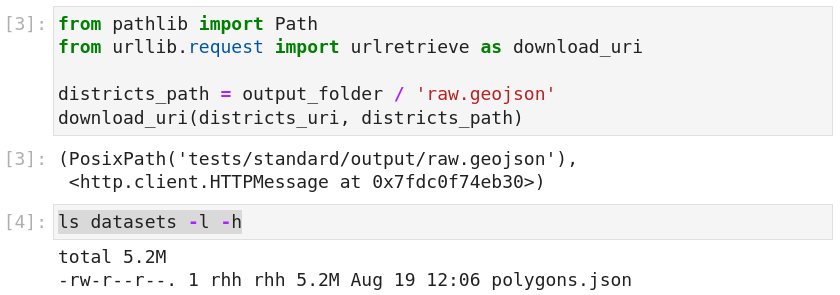 [3]: from pathlib import Path
from urllib.request import urlretrieve as download_uri
districts_path = output_folder / 'raw.geojson'
download_uri(districts_uri, districts_path)
[3]: (PosixPath('tests/standard/output/raw.geojson'),
<http.client.HTTPMessage at 0x7fdc0f74eb30>)
[4]: ls datasets -l -h
total 5.2M
-rw-r--r--. 1 rhh rhh 5.2M Aug 19 12:06 polygons.json